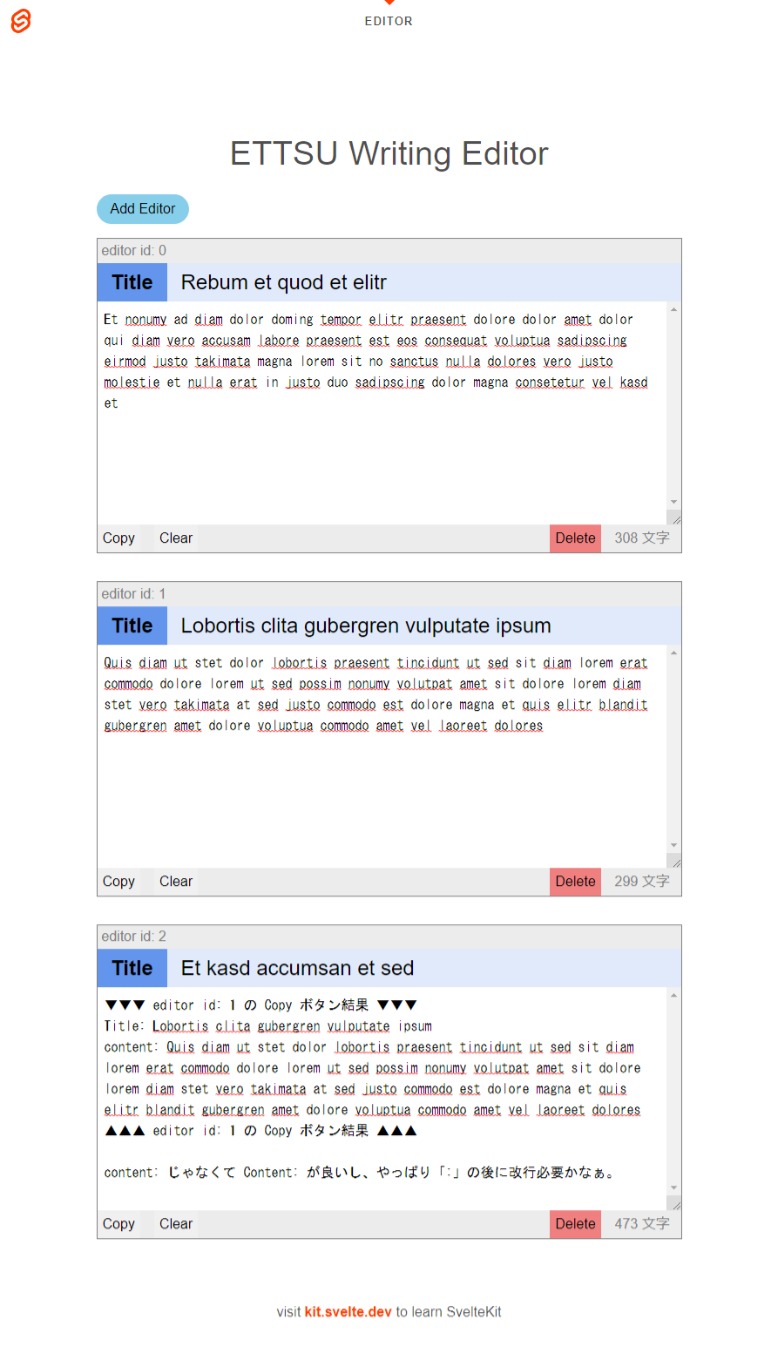 EDITOR
ETTSU Writing Editor
Add Editor
editor id: 0
Title Rebum et quod et elitr
Et nonumy ad diam dolor doming tempor elitr praesent dolore dolor amet dolor
qui diam vero accusam labore praesent est eos consequat voluptua sadipscing
eirmod justo takimata magna lorem sit no sanctus nulla dolores vero justo
molestie et nulla erat in justo duo sadipscing dolor magna consetetur vel kasd
et
Copy Clear Delete 308 文字
editor id: 1
Title Lobortis clita gubergren vulputate ipsum
Quis diam ut stet dolor lobortis praesent tincidunt ut sed sit diam lorem erat
commodo dolore lorem ut sed possim nonumy volutpat amet sit dolore lorem diam
stet vero takimata at sed justo commodo est dolore magna et quis elitr blandit
gubergren amet dolore voluptua commodo amet vel laoreet dolores
Copy Clear Delete 299 文字
editor id: 2
Title Et kasd accumsan et sed
▼▼▼ editor id: 1 の Copy ボタン結果 ▼▼▼
Title: Lobortis clita gubergren vulputate ipsum
content: Quis diam ut stet dolor lobortis praesent tincidunt ut sed sit diam
lorem erat commodo dolore lorem ut sed possim nonumy volutpat amet sit dolore
lorem diam stet vero takimata at sed justo commodo est dolore magna et quis
elitr blandit gubergren amet dolore voluptua commodo amet vel laoreet dolores
▲▲▲ editor id: 1 の Copy ボタン結果 ▲▲▲
content: じゃなくて Content: が良いし、やっぱり「:」の後に改行必要かなぁ。
Copy Clear Delete 473 文字
visit kit.svelte.dev to learn SvelteKit